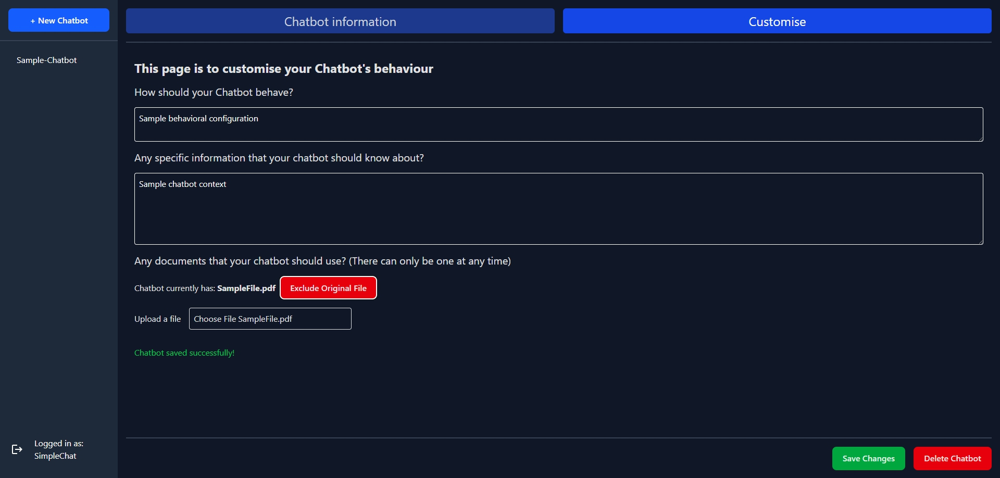 + New Chatbot
Chatbot information
Customise
Sample-Chatbot
This page is to customise your Chatbot's behaviour
How should your Chatbot behave?
Sample behavioral configuration
Any specific information that your chatbot should know about?
Sample chatbot context
Any documents that your chatbot should use? (There can only be one at any time)
Chatbot currently has: SampleFile.pdf Exclude Original File
Upload a file Choose File SampleFile.pdf
Chatbot saved successfully!
Logged in as:
SimpleChat
Save Changes
Delete Chatbot